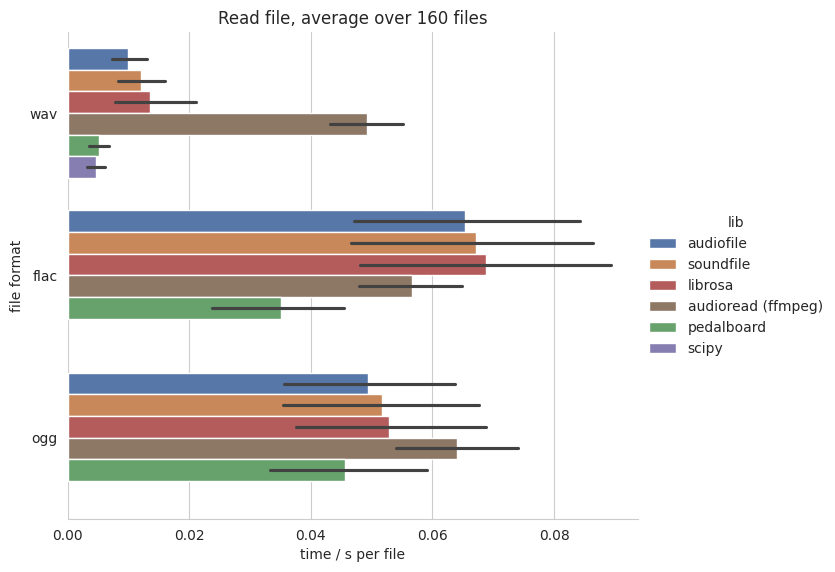 Read file, average over 160 files
wav
flac
ogg
file format
0.00 0.02 0.04 0.06 0.08
time / s per file
lib
audiofile
soundfile
librosa
audioread (ffmpeg)
pedalboard
scipy